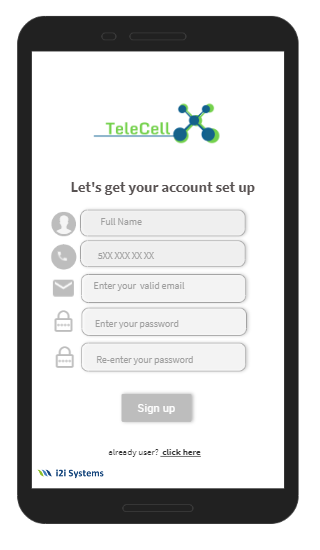 TeleCell
Let's get your account set up
Full Name
5XX XXX XX XX
Enter your valid email
Enter your password
Re-enter your password
Sign up
already user? click here
i2i Systems